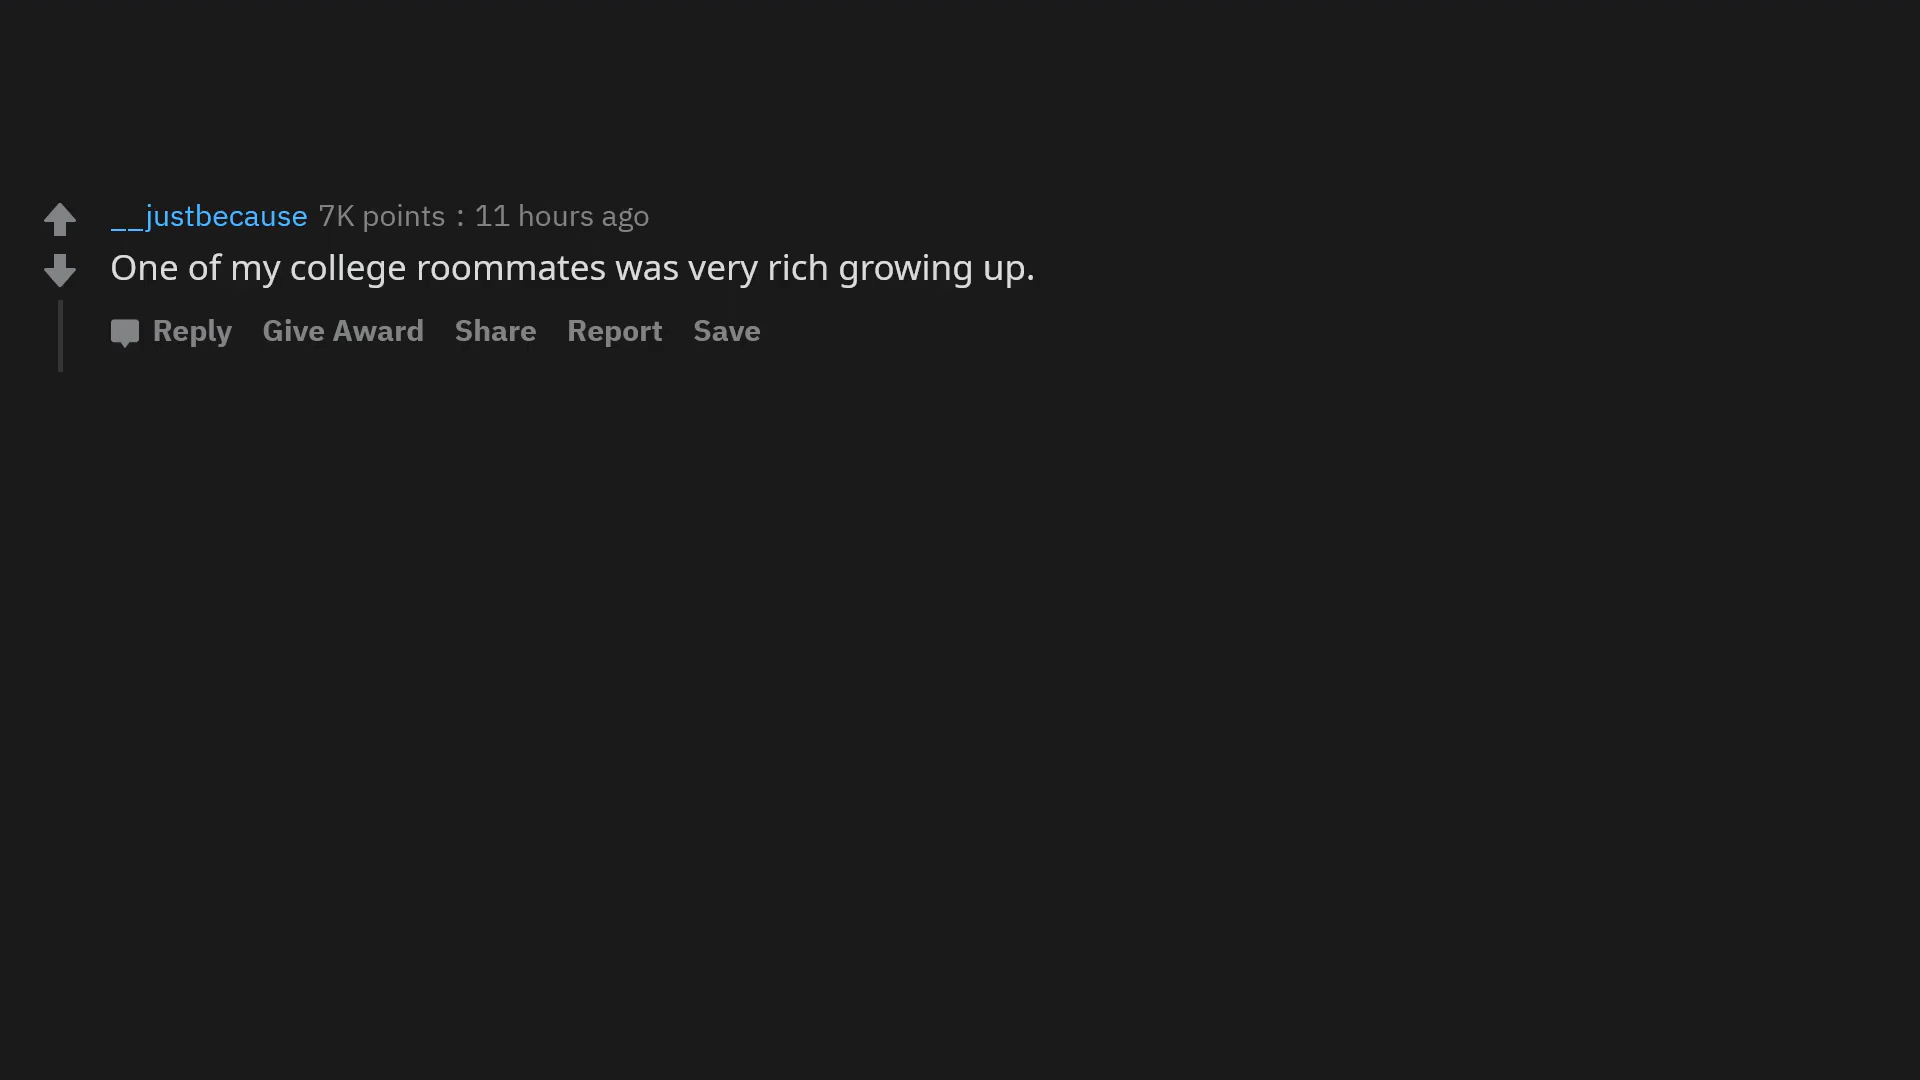 __justbecause 7K points : 11 hours ago
One of my college roommates was very rich growing up.
Reply Give Award Share Report Save